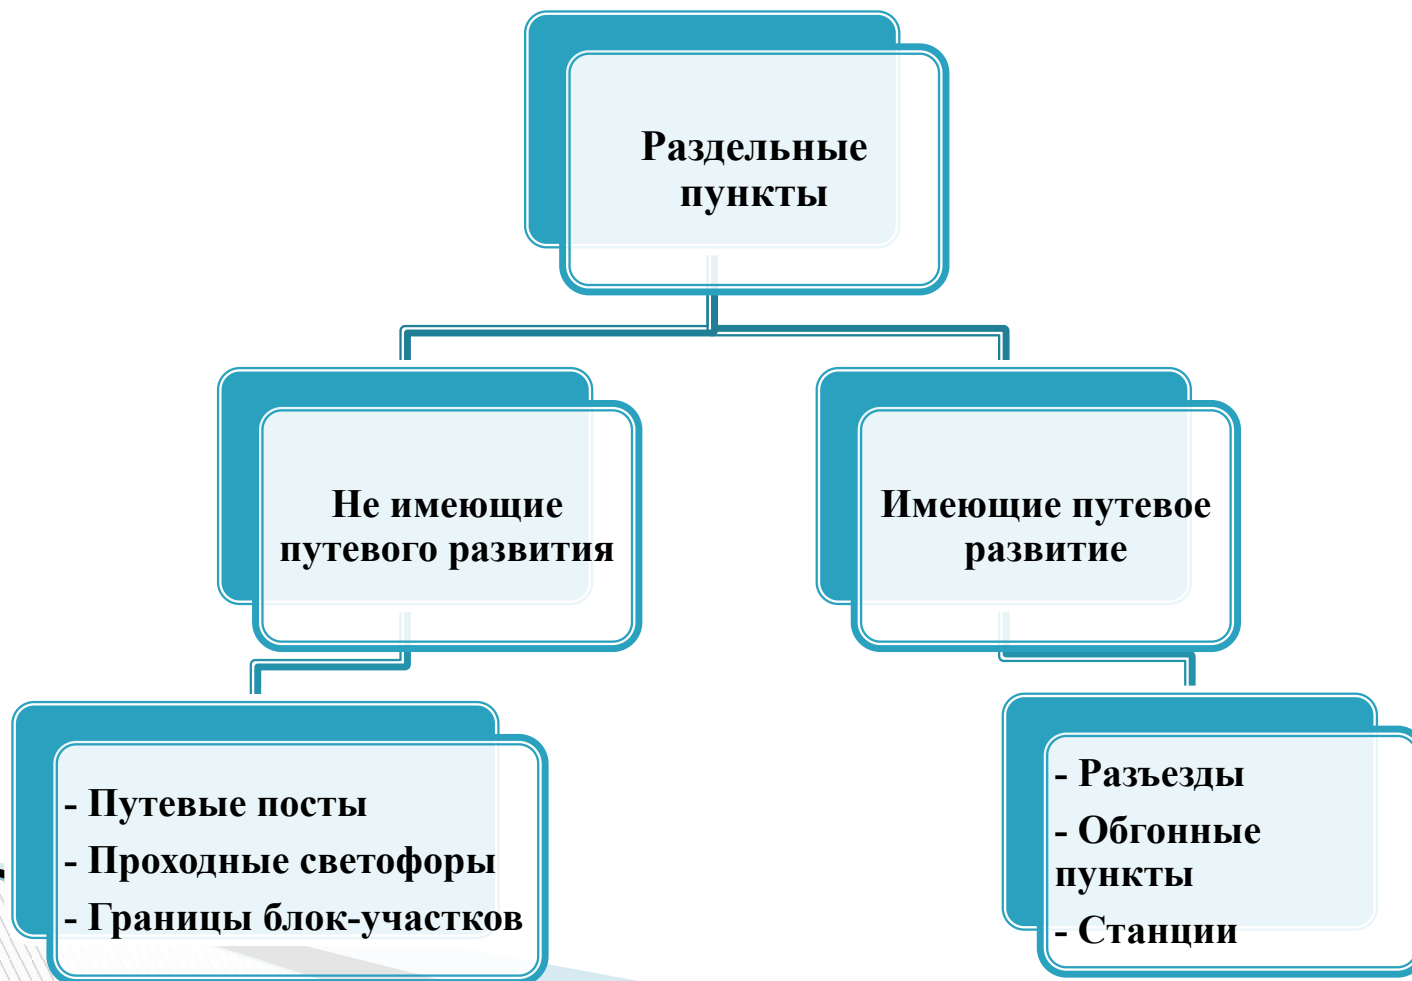 Раздельные
пункты
Не имеющие
путевого развития
Имеющие путевое
развитие
- Путевые посты
- Проходные светофоры
- Границы блок-участков
- Разъезды
- Обгонные
пункты
- Станции